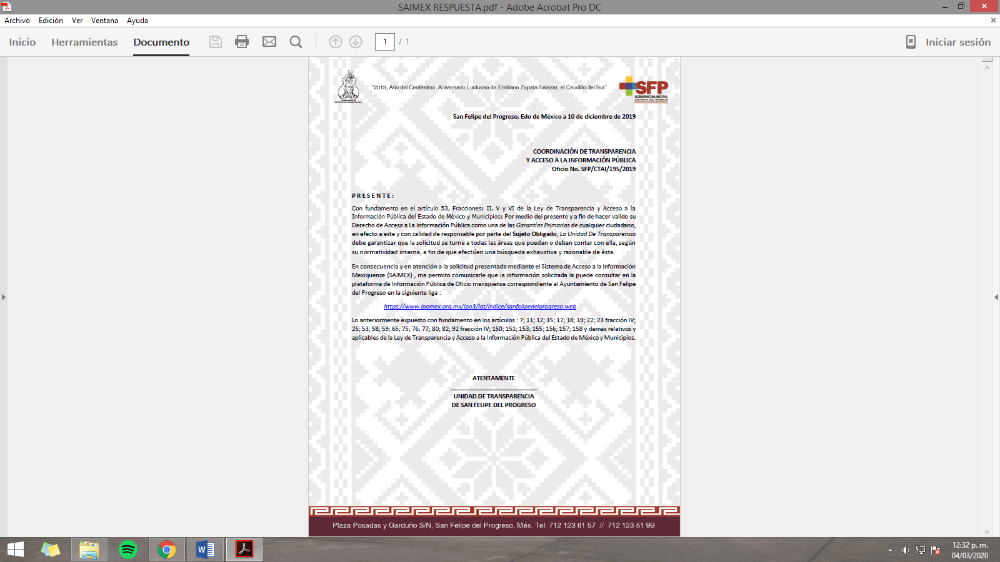 SAIMEX RESPUESTA.pdf - Adobe Acrobat Pro DC
Archivo Edición Ver Ventana Ayuda
Inicio Herramientas Documento 1 / 1 Iniciar sesión
"2019, Año del Centésimo Aniversario Luctuoso de Emiliano Zapata Salazar, el Caudillo del Sur"
SFP
GOBIERNO MUNICIPAL
SAN FELIPE DEL PROGRESO
San Felipe del Progreso, Edo de México a 10 de diciembre de 2019
COORDINACIÓN DE TRANSPARENCIA
Y ACCESO A LA INFORMACIÓN PÚBLICA
Oficio No. SFP/CTAI/195/2019
P R E S E N T E :
Con fundamento en el artículo 53, Fracciones: II, V y VI de la Ley de Transparencia y Acceso a la
Información Pública del Estado de México y Municipios; Por medio del presente y a fin de hacer valido su
Derecho de Acceso a La Información Pública como una de las Garantías Primarias de cualquier ciudadano,
en efecto a este y con calidad de responsable por parte del Sujeto Obligado, La Unidad De Transparencia
debe garantizar que la solicitud se turne a todas las áreas que puedan o deban contar con ella, según
su normatividad interna, a fin de que efectúen una búsqueda exhaustiva y razonable de ésta.
En consecuencia y en atención a la solicitud presentada mediante el Sistema de Acceso a la Información
Mexiquense (SAIMEX) , me permito comunicarle que la información solicitada la puede consultar en la
plataforma de Información Pública de Oficio mexiquense correspondiente al Ayuntamiento de San Felipe
del Progreso en la siguiente liga :
https://www.ipomex.org.mx/ipo3/lgt/indice/sanfelipedelprogreso.web
Lo anteriormente expuesto con fundamento en los artículos : 7; 11; 12; 15; 17; 18; 19; 22; 23 fracción IV;
25; 53; 58; 59; 65; 75; 76; 77; 80; 82; 92 fracción IV; 150; 152; 153; 155; 156; 157; 158 y demás relativos y
aplicables de la Ley de Transparencia y Acceso a la Información Pública del Estado de México y Municipios.
ATENTAMENTE
UNIDAD DE TRANSPARENCIA
DE SAN FELIPE DEL PROGRESO
Plaza Posadas y Garduño S/N, San Felipe del Progreso, Méx. Tel: 712 123 61 57 // 712 123 51 99
12:32 p. m.
04/03/2020